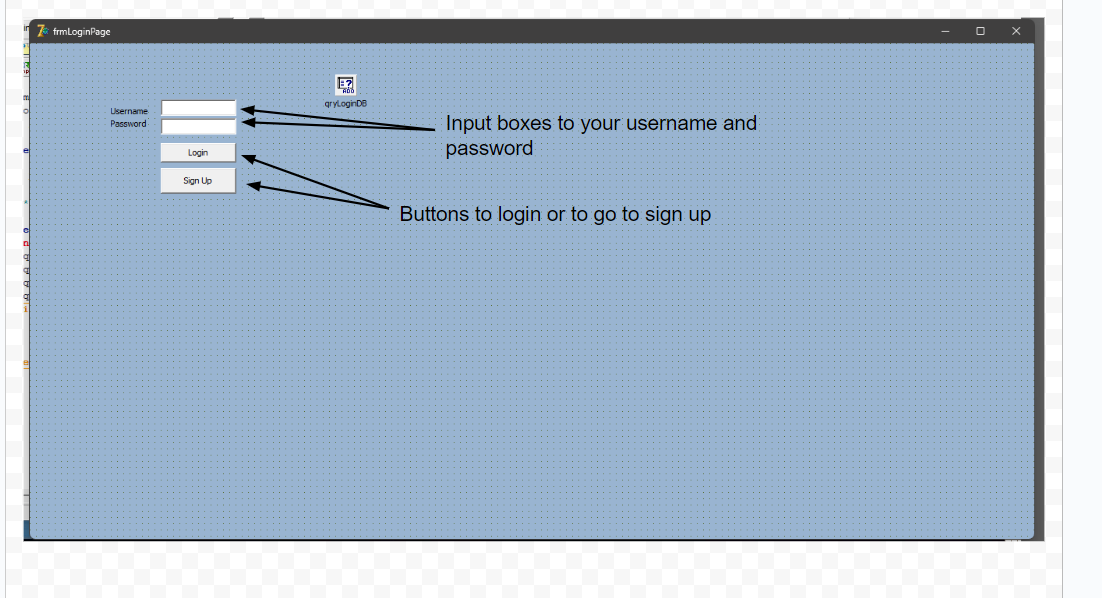 frmLoginPage
ADO
qryLoginDB
Username
Password
Input boxes to your username and
password
Login
Sign Up
Buttons to login or to go to sign up